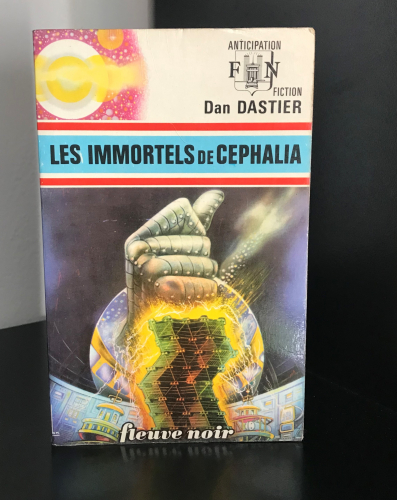 ANTICIPATION
FN
FICTION
Dan DASTIER
LES IMMORTELS DE CEPHALIA
fleuve noir